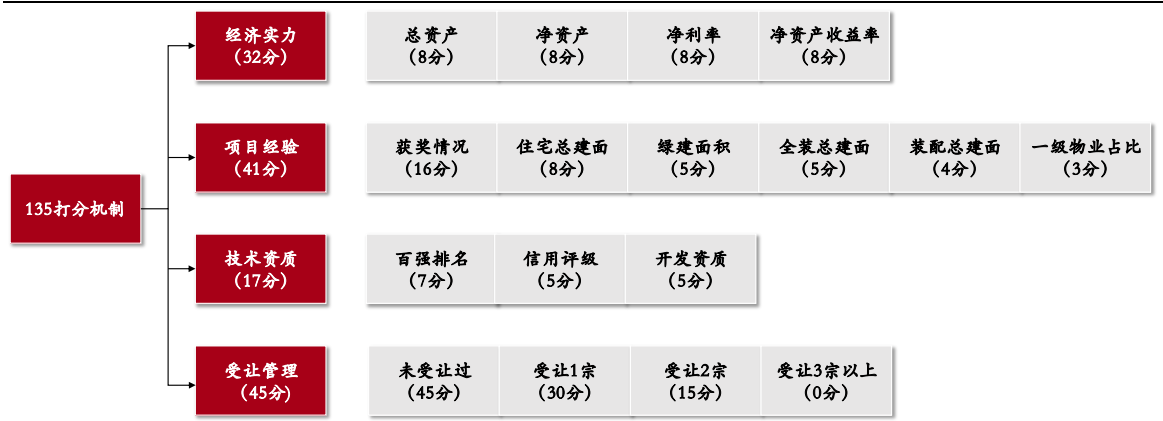 经济实力
（32分）
总资产
（8分）
净资产
（8分）
净利率
（8分）
净资产收益率
（8分）
项目经验
（41分）
获奖情况
（16分）
住宅总建面
（8分）
绿建面积
（5分）
全装总建面
（5分）
装配总建面
（4分）
一级物业占比
（3分）
135打分机制
技术资质
（17分）
百强排名
（7分）
信用评级
（5分）
开发资质
（5分）
受让管理
（45分)
未受让过
（45分）
受让1宗
（30分）
受让2宗
（15分）
受让3宗以上
（0分）